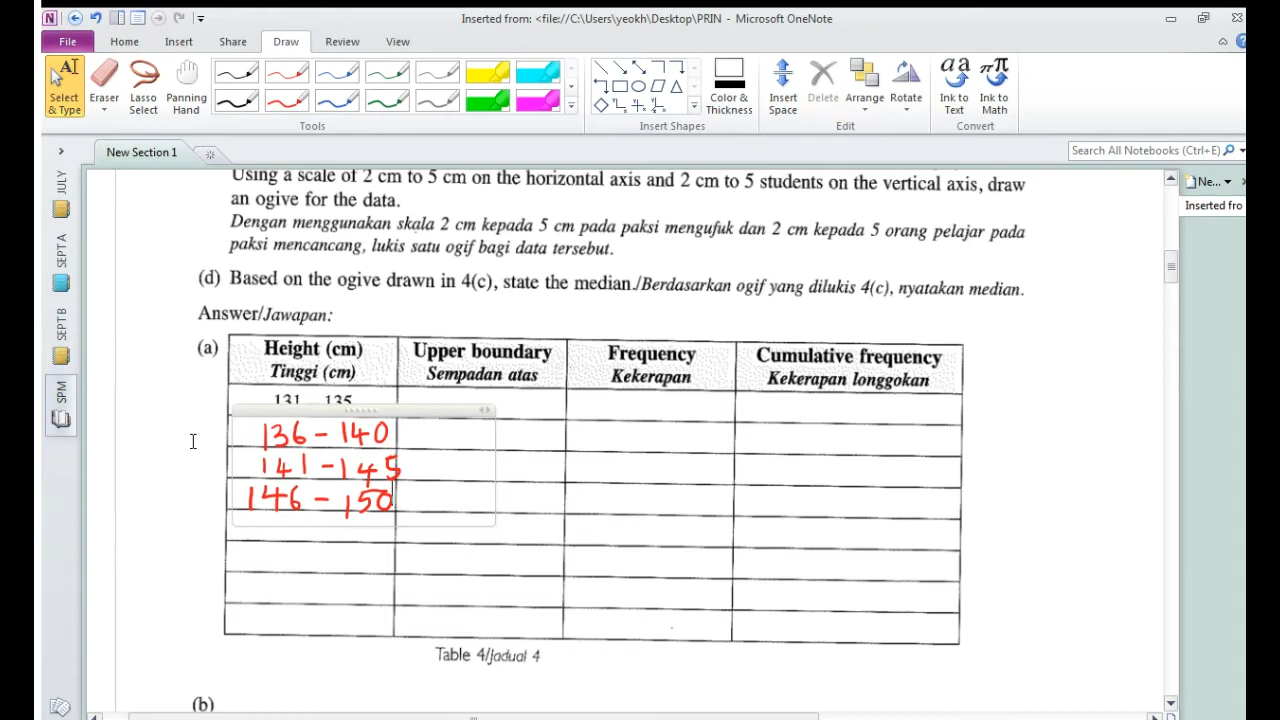 Inserted from: <file://C:\Users\yeokh\Desktop\PRIN - Microsoft OneNote
File Home Insert Share Draw Review View
Select & Type
Eraser
Lasso Select
Panning Hand
Color & Thickness
Insert Space
Delete
Arrange
Rotate
Ink to Text
Ink to Math
Tools
Insert Shapes
Edit
Convert
New Section 1
Search All Notebooks (Ctrl+E)
Ne...
Inserted fro
JULY
SEPT A
SEPT B
SPM
Using a scale of 2 cm to 5 cm on the horizontal axis and 2 cm to 5 students on the vertical axis, draw
an ogive for the data.
Dengan menggunakan skala 2 cm kepada 5 cm pada paksi mengufuk dan 2 cm kepada 5 orang pelajar pada
paksi mencancang, lukis satu ogif bagi data tersebut.
(d) Based on the ogive drawn in 4(c), state the median./Berdasarkan ogif yang dilukis 4(c), nyatakan median.
Answer/Jawapan:
(a) Height (cm) Upper boundary Frequency Cumulative frequency
Tinggi (cm) Sempadan atas Kekerapan Kekerapan longgokan
131 135
136 - 140
141 - 145
146 - 150
Table 4/Jadual 4
(b)